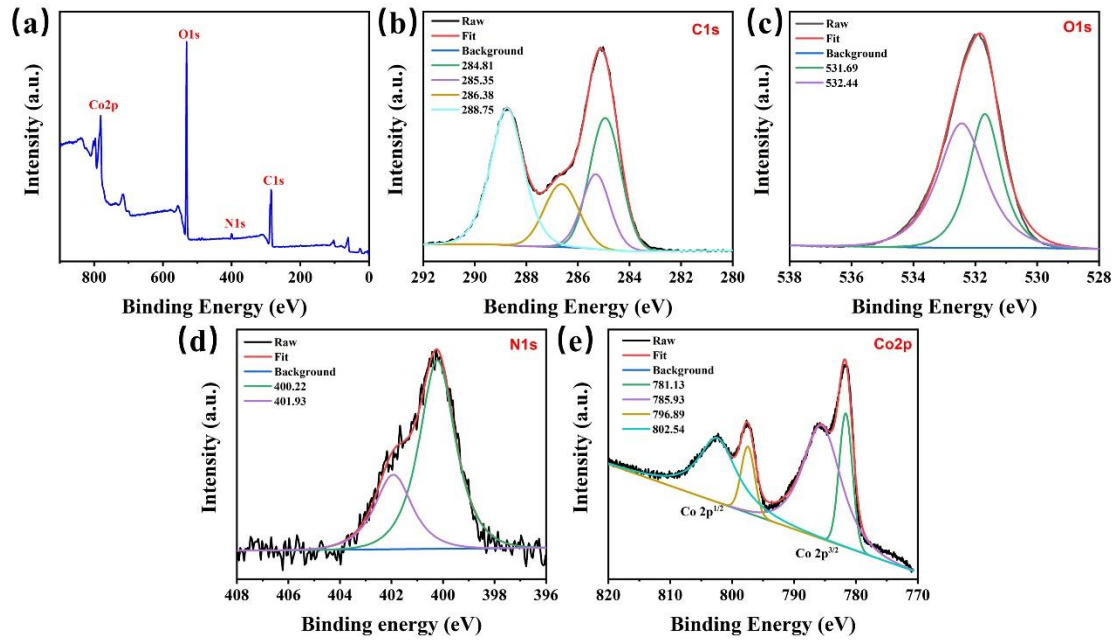 (a)
O1s
Co2p
C1s
N1s
Intensity (a.u.)
800 600 400 200 0
Binding Energy (eV)
(b)
C1s
Raw
Fit
Background
284.81
285.35
286.38
288.75
Intensity (a.u.)
292 290 288 286 284 282 280
Bending Energy (eV)
(c)
O1s
Raw
Fit
Background
531.69
532.44
Intensity (a.u.)
538 536 534 532 530 528
Binding Energy (eV)
(d)
N1s
Raw
Fit
Background
400.22
401.93
Intensity (a.u.)
408 406 404 402 400 398 396
Binding energy (eV)
(e)
Co2p
Raw
Fit
Background
781.13
785.93
796.89
802.54
Co 2p1/2
Co 2p3/2
Intensity (a.u.)
820 810 800 790 780 770
Binding Energy (eV)